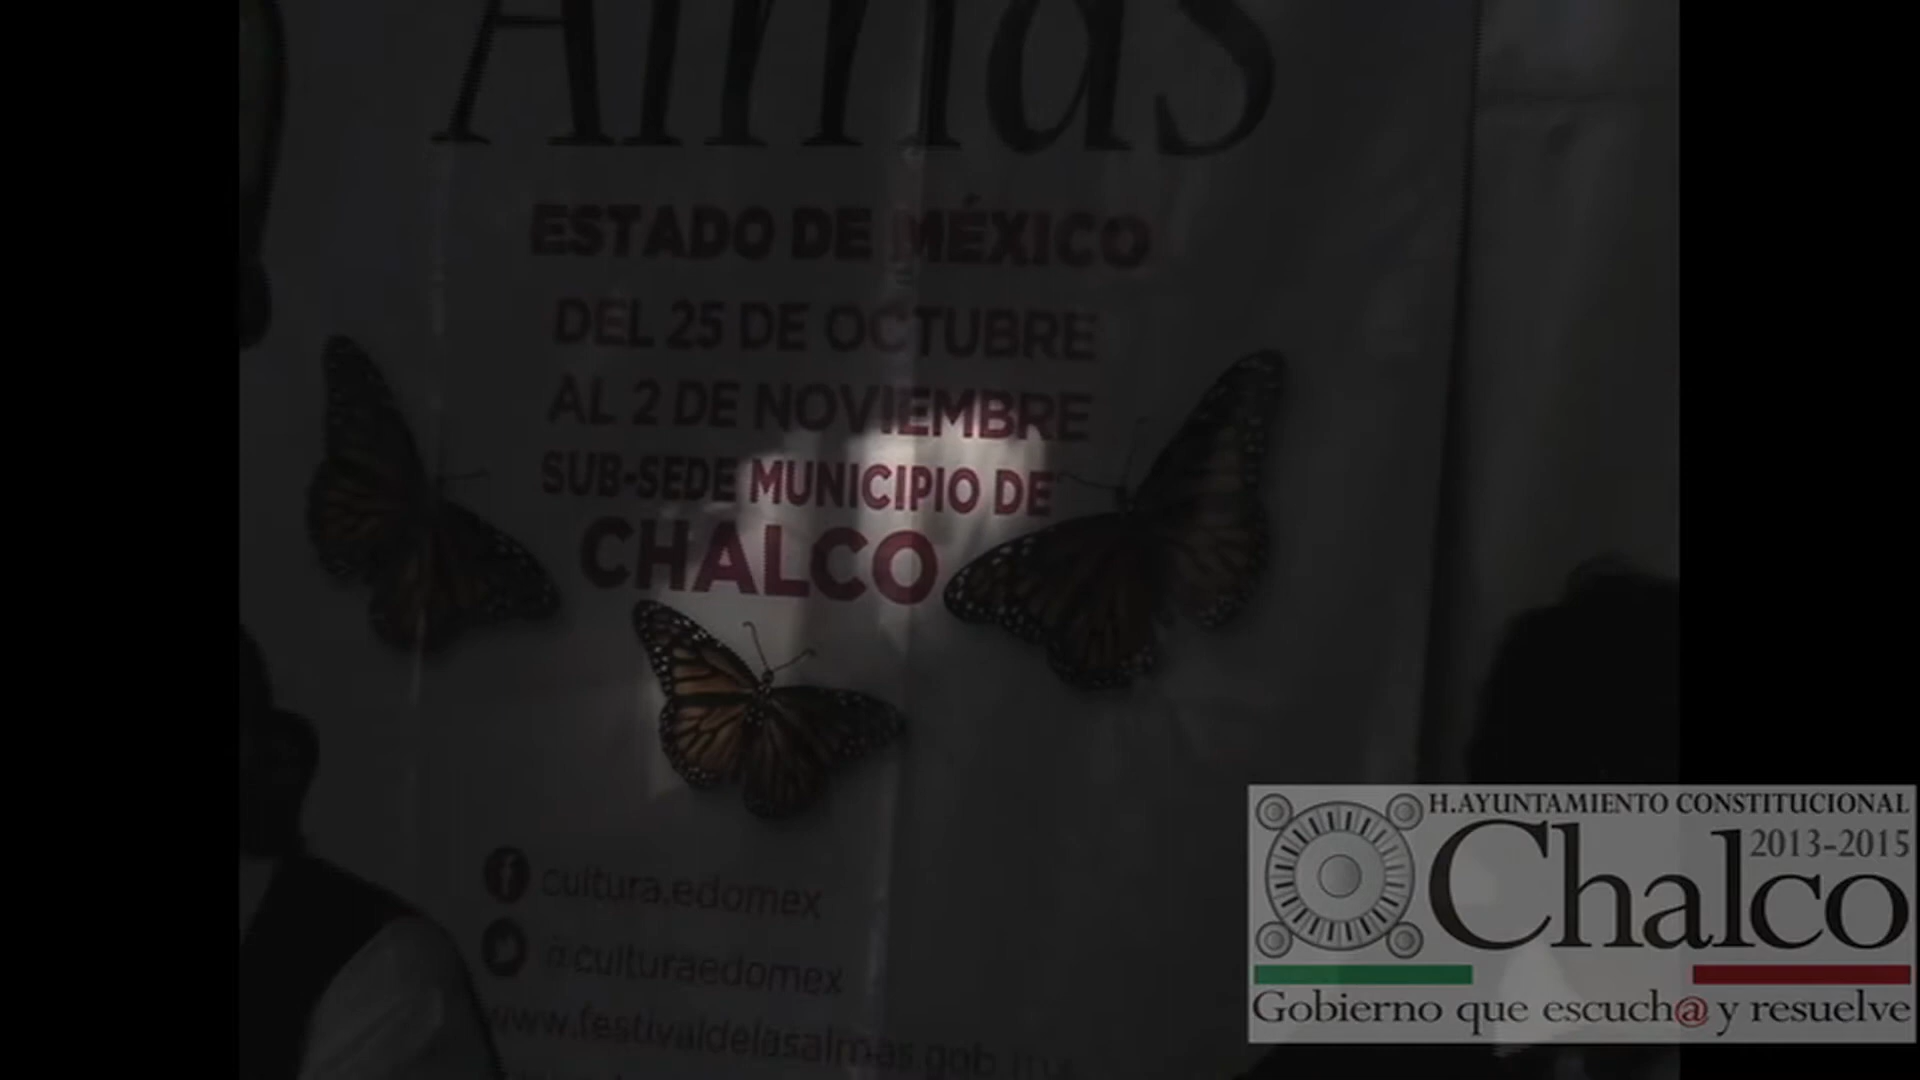 Almas
ESTADO DE MÉXICO
DEL 25 DE OCTUBRE
AL 2 DE NOVIEMBRE
SUB-SEDE MUNICIPIO DE
CHALCO
cultura.edomex
@culturaedomex
www.festivaldelasalmas.gob.mx
H.AYUNTAMIENTO CONSTITUCIONAL
Chalco
2013-2015
Gobierno que escuch@ y resuelve